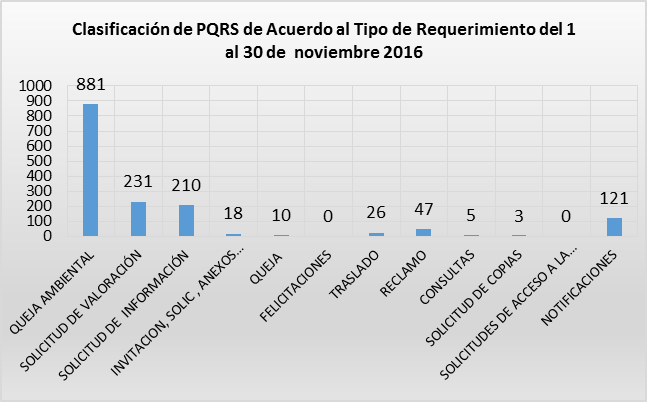 Clasificación de PQRS de Acuerdo al Tipo de Requerimiento del 1
al 30 de noviembre 2016
1000
900
800
700
600
500
400
300
200
100
0
881
231
210
18
10
0
26
47
5
3
0
121
QUEJA AMBIENTAL
SOLICITUD DE VALORACIÓN
SOLICITUD DE INFORMACIÓN
INVITACION, SOLIC , ANEXOS...
QUEJA
FELICITACIONES
TRASLADO
RECLAMO
CONSULTAS
SOLICITUD DE COPIAS
SOLICITUDES DE ACCESO A LA...
NOTIFICACIONES